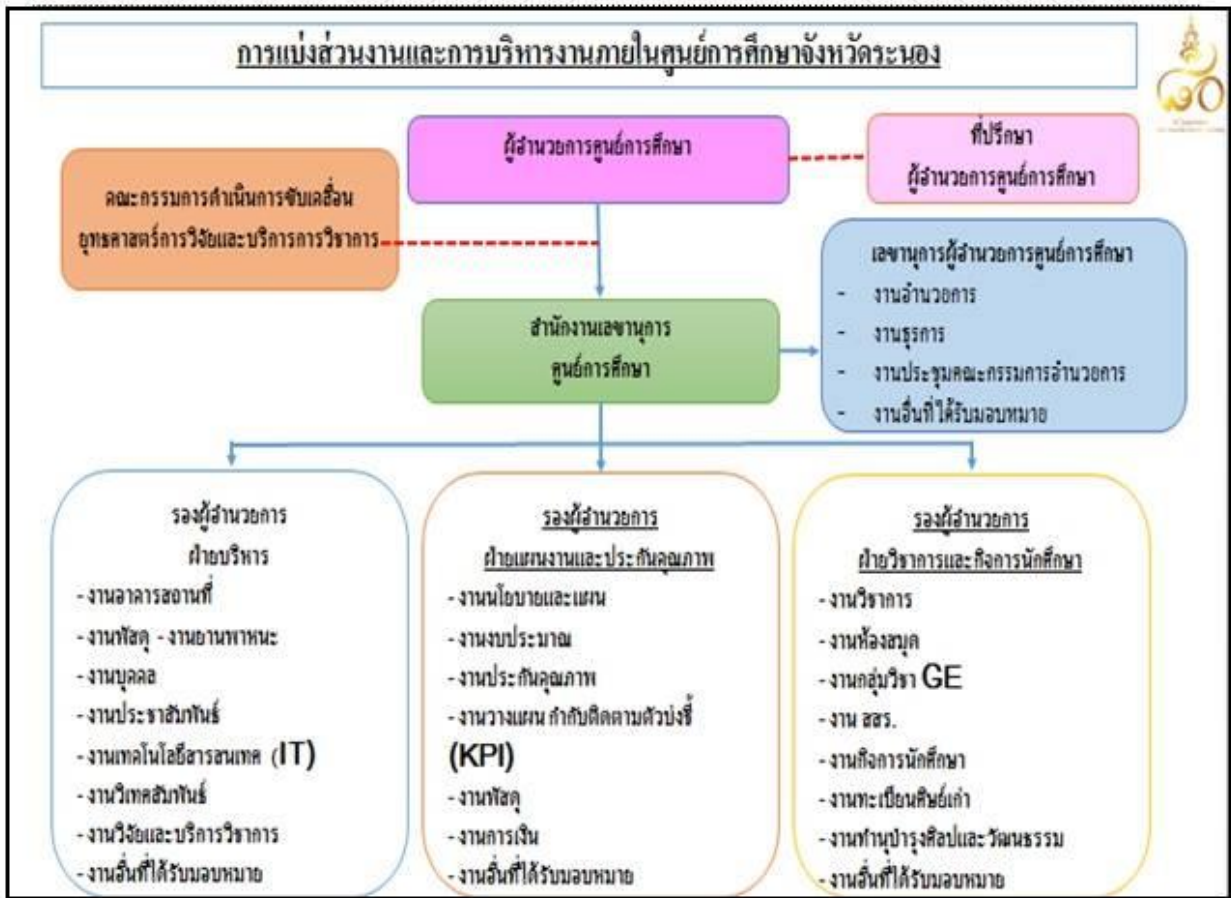 การแบ่งส่วนงานและการบริหารงานภายในศูนย์การศึกษาจังหวัดระนอง
ผู้อำนวยการศูนย์การศึกษา
ที่ปรึกษา
ผู้อำนวยการศูนย์การศึกษา
คณะกรรมการดำเนินการขับเคลื่อน
ยุทธศาสตร์การวิจัยและบริการการวิชาการ
เลขานุการผู้อำนวยการศูนย์การศึกษา
- งานอำนวยการ
- งานธุรการ
- งานประชุมคณะกรรมการอำนวยการ
- งานอื่นที่ได้รับมอบหมาย
สำนักงานเลขานุการ
ศูนย์การศึกษา
รองผู้อำนวยการ
ฝ่ายบริหาร
- งานอาคารสถานที่
- งานพัสดุ - งานยานพาหนะ
- งานบุคคล
- งานประชาสัมพันธ์
- งานเทคโนโลยีสารสนเทศ (IT)
- งานวิเทศสัมพันธ์
- งานวิจัยและบริการวิชาการ
- งานอื่นที่ได้รับมอบหมาย
รองผู้อำนวยการ
ฝ่ายแผนงานและประกันคุณภาพ
- งานนโยบายและแผน
- งานงบประมาณ
- งานประกันคุณภาพ
- งานวางแผน กำกับติดตามตัวบ่งชี้
(KPI)
- งานพัสดุ
- งานการเงิน
- งานอื่นที่ได้รับมอบหมาย
รองผู้อำนวยการ
ฝ่ายวิชาการและกิจการนักศึกษา
- งานวิชาการ
- งานห้องสมุด
- งานกลุ่มวิชา GE
- งาน สสร.
- งานกิจการนักศึกษา
- งานทะเบียนศิษย์เก่า
- งานทำนุบำรุงศิลปและวัฒนธรรม
- งานอื่นที่ได้รับมอบหมาย